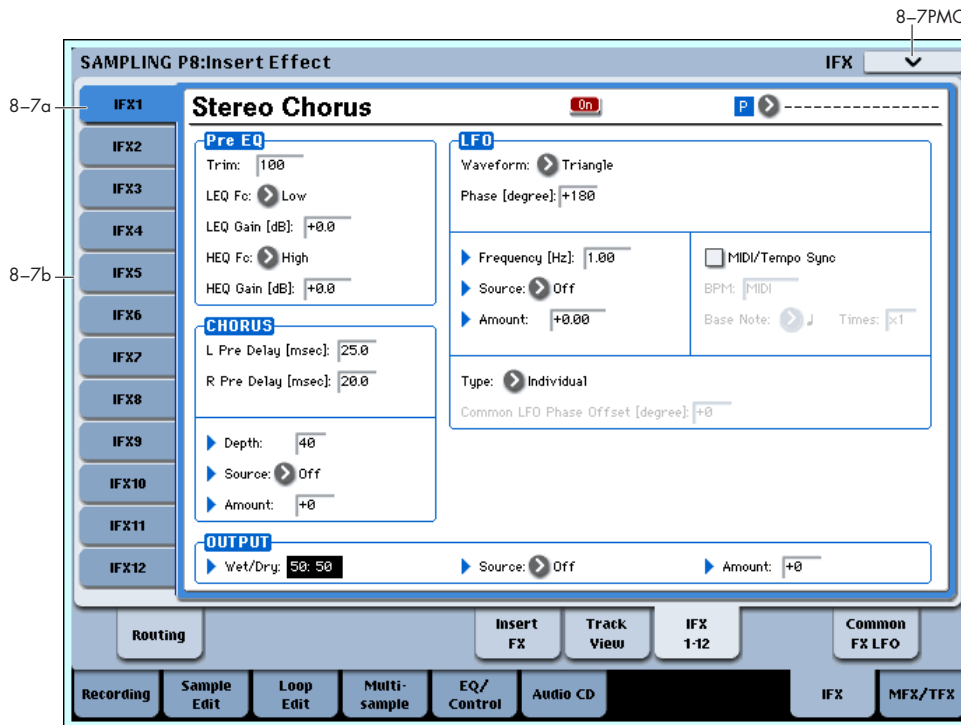 8–7PMC
SAMPLING P8:Insert Effect IFX
8–7a
IFX1
IFX2
IFX3
IFX4
8–7b
IFX5
IFX6
IFX7
IFX8
IFX9
IFX10
IFX11
IFX12
Stereo Chorus On P ----------------
Pre EQ
Trim: 100
LEQ Fc: Low
LEQ Gain [dB]: +0.0
HEQ Fc: High
HEQ Gain [dB]: +0.0
CHORUS
L Pre Delay [msec]: 25.0
R Pre Delay [msec]: 20.0
Depth: 40
Source: Off
Amount: +0
LFO
Waveform: Triangle
Phase [degree]: +180
Frequency [Hz]: 1.00
Source: Off
Amount: +0.00
MIDI/Tempo Sync
BPM: MIDI
Base Note: ♩ Times: x1
Type: Individual
Common LFO Phase Offset [degree]: +0
OUTPUT
Wet/Dry: 50: 50 Source: Off Amount: +0
Routing
Insert
FX
Track
View
IFX
1-12
Common
FX LFO
Recording
Sample
Edit
Loop
Edit
Multi-
sample
EQ/
Control
Audio CD
IFX
MFX/TFX